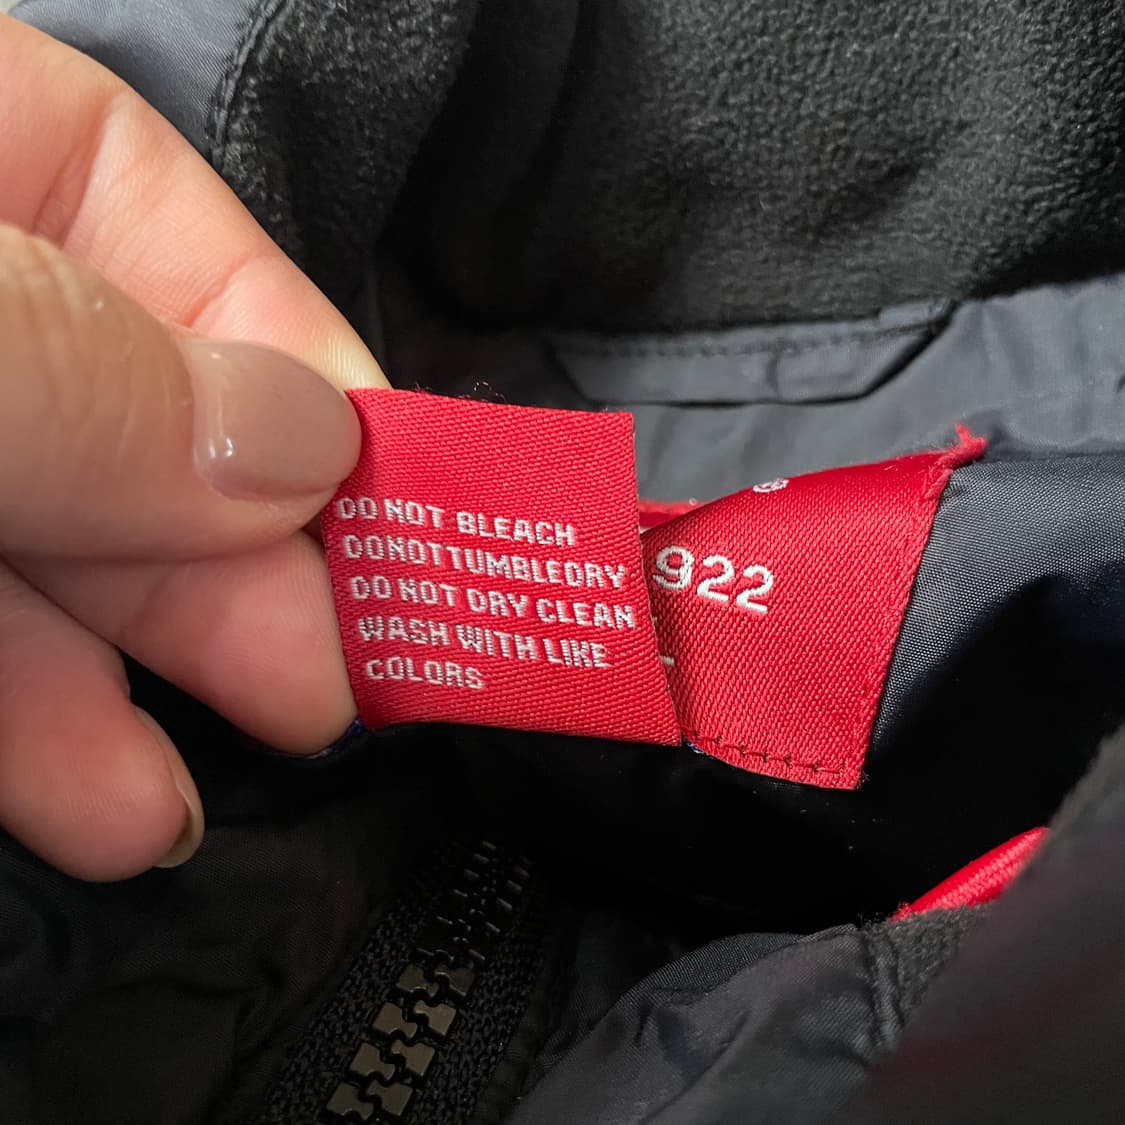 DO NOT BLEACH
DONOTTUMBLEDRY
DO NOT DRY CLEAN
WASH WITH LIKE
COLORS
922